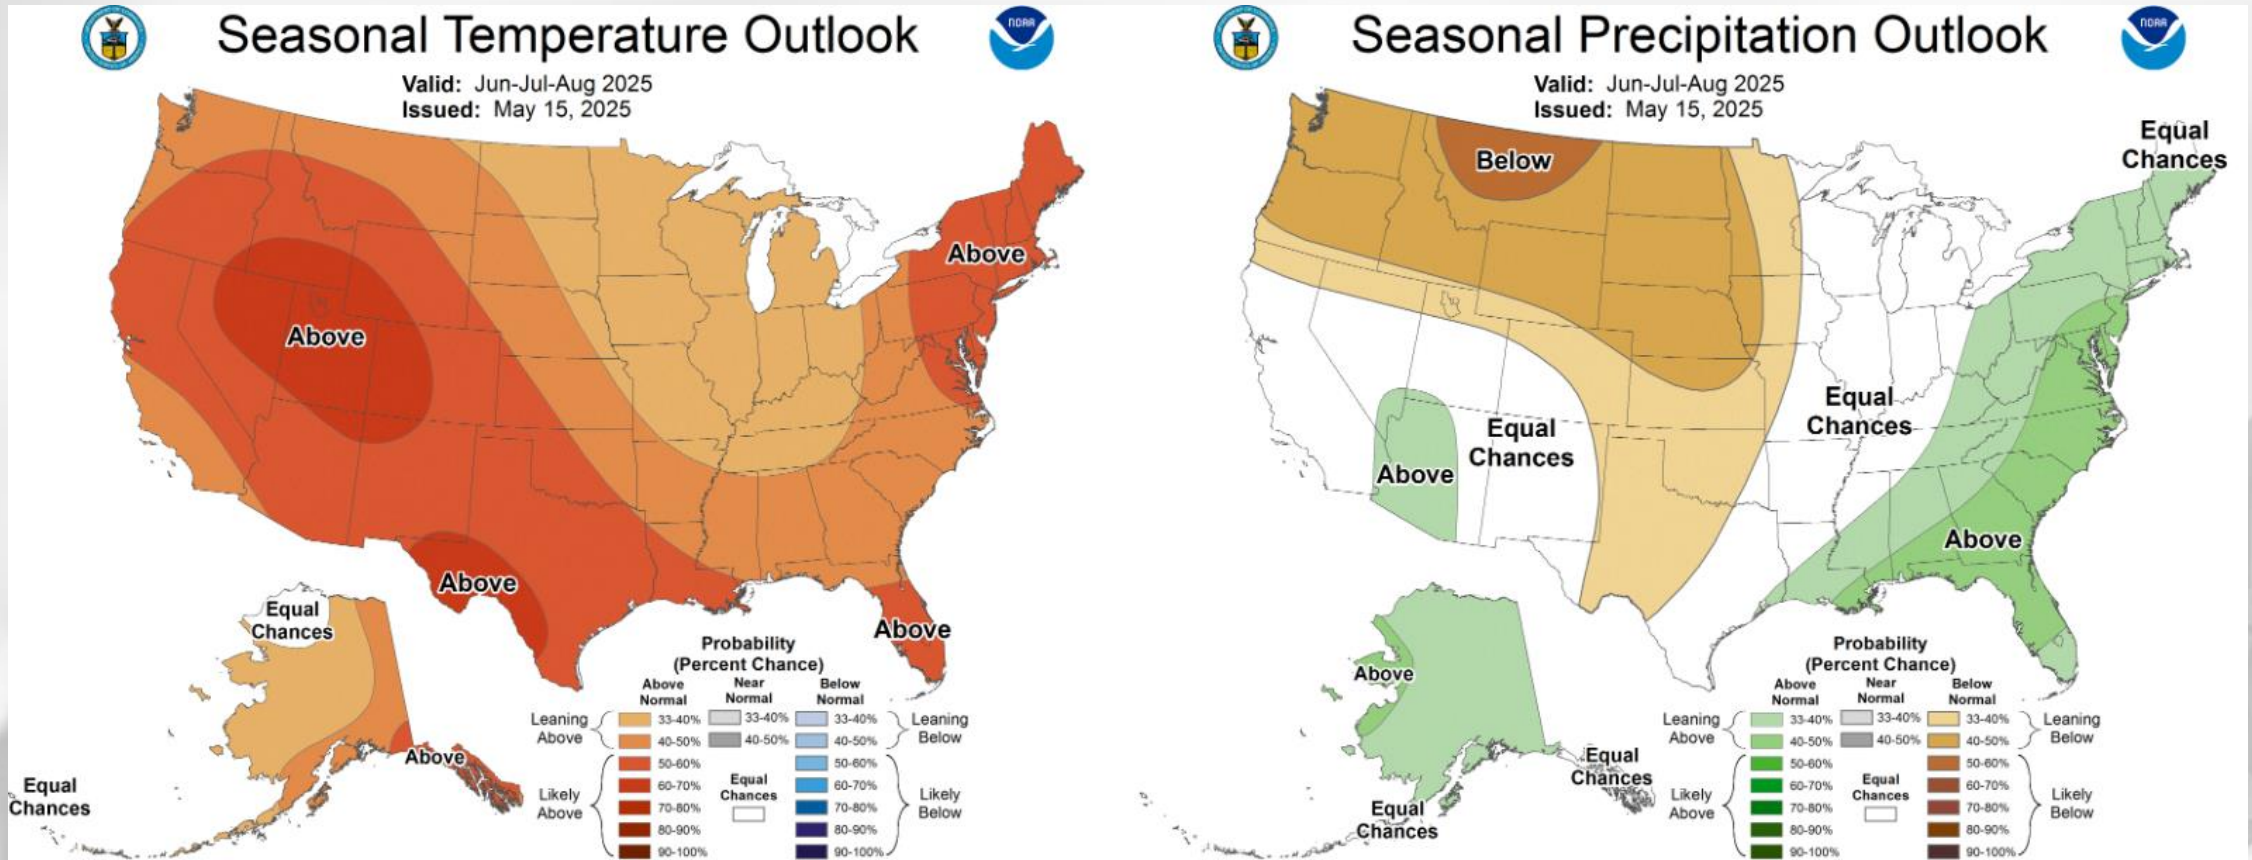 Seasonal Temperature Outlook
NOAA
Valid: Jun-Jul-Aug 2025
Issued: May 15, 2025
Above
Above
Above
Above
Equal
Chances
Above
Equal
Chances
Probability
(Percent Chance)
Above
Normal
Near
Normal
Below
Normal
Leaning
Above
33-40%
33-40%
33-40%
Leaning
Below
40-50%
40-50%
40-50%
Likely
Above
50-60%
50-60%
60-70%
60-70%
70-80%
70-80%
80-90%
80-90%
90-100%
90-100%
Equal
Chances
Likely
Below
Seasonal Precipitation Outlook
NOAA
Valid: Jun-Jul-Aug 2025
Issued: May 15, 2025
Below
Equal
Chances
Equal
Chances
Equal
Chances
Above
Above
Above
Equal
Chances
Equal
Chances
Probability
(Percent Chance)
Above
Normal
Near
Normal
Below
Normal
Leaning
Above
33-40%
33-40%
33-40%
Leaning
Below
40-50%
40-50%
40-50%
Likely
Above
50-60%
50-60%
60-70%
60-70%
70-80%
70-80%
80-90%
80-90%
90-100%
90-100%
Equal
Chances
Likely
Below